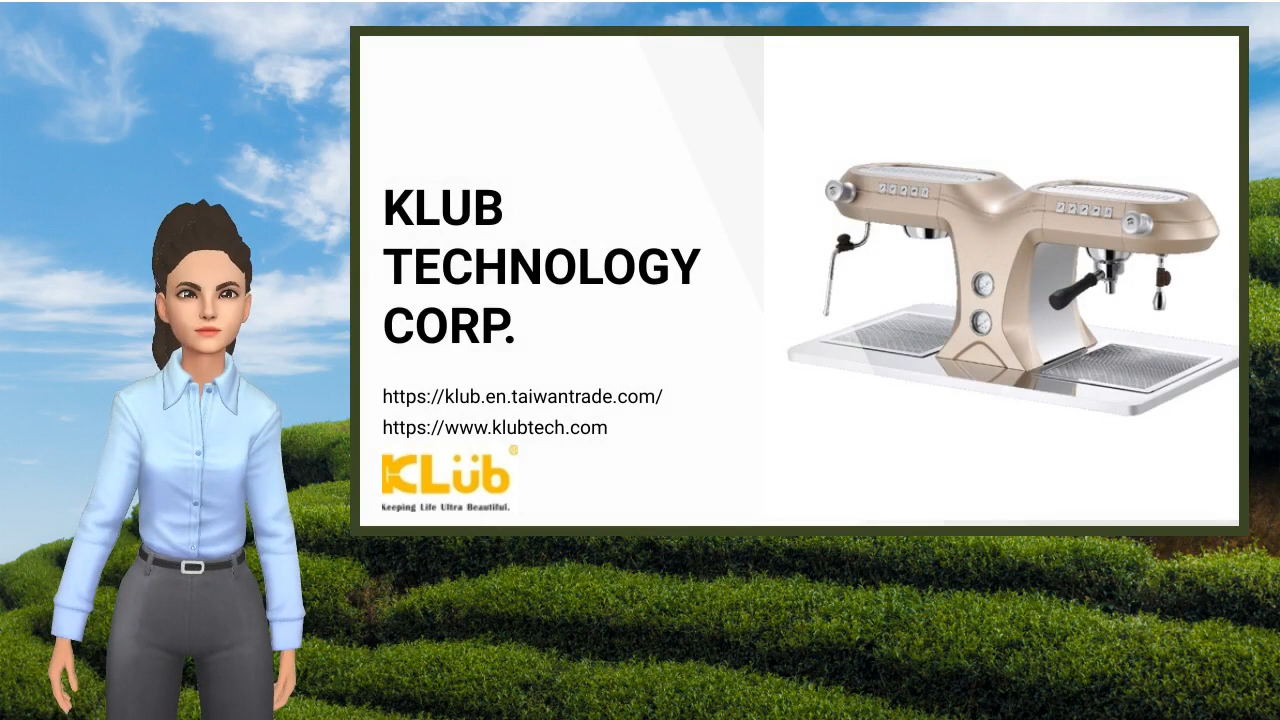 KLUB
TECHNOLOGY
CORP.
https://klub.en.taiwantrade.com/
https://www.klubtech.com
KLüb®
Keeping Life Ultra Beautiful.